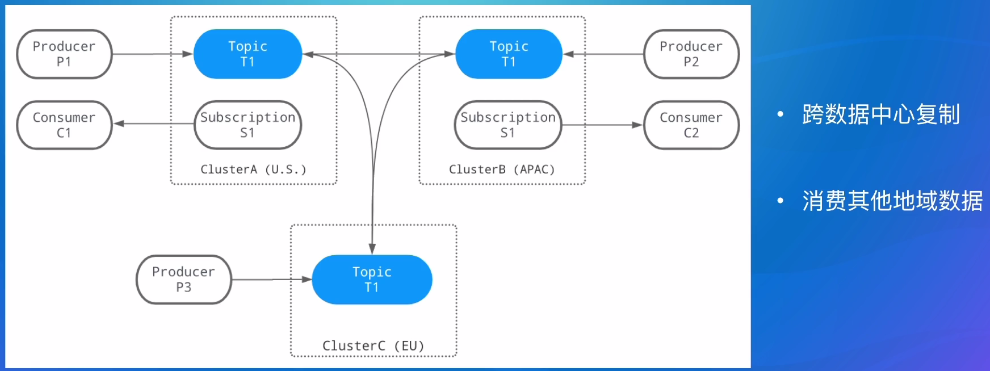 Producer
P1
Topic
T1
Topic
T1
Producer
P2
Consumer
C1
Subscription
S1
Subscription
S1
Consumer
C2
ClusterA (U.S.)
ClusterB (APAC)
Producer
P3
Topic
T1
ClusterC (EU)
• 跨数据中心复制
• 消费其他地域数据